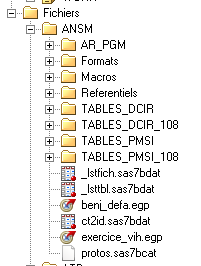 Fichiers
ANSM
AR_PGM
Formats
Macros
Referentiels
TABLES_DCIR
TABLES_DCIR_108
TABLES_PMSI
TABLES_PMSI_108
_lstfich.sas7bdat
_lsttbl.sas7bdat
benj_defa.egp
ct2id.sas7bdat
exercice_vih.egp
protos.sas7bcat